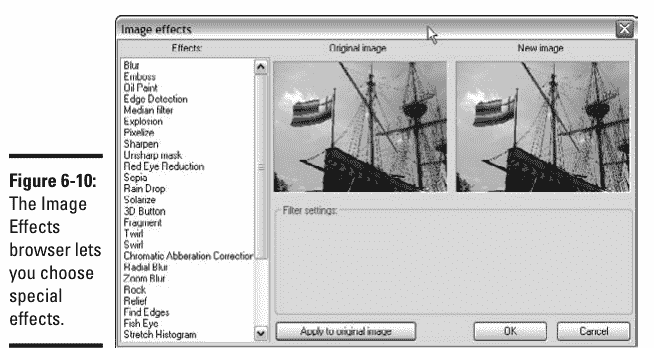 Image effects
Effects:
Original image
New image
Blur
Emboss
Oil Paint
Edge Detection
Median filter
Explosion
Pixelize
Sharpen
Unsharp mask
Red Eye Reduction
Sepia
Rain Drop
Solarize
3D Button
Fragment
Twirl
Swirl
Chromatic Abberation Correction
Radial Blur
Zoom Blur
Rock
Relief
Find Edges
Fish Eye
Stretch Histogram
Filter settings:
Apply to original image
OK
Cancel
Figure 6-10:
The Image
Effects
browser lets
you choose
special
effects.